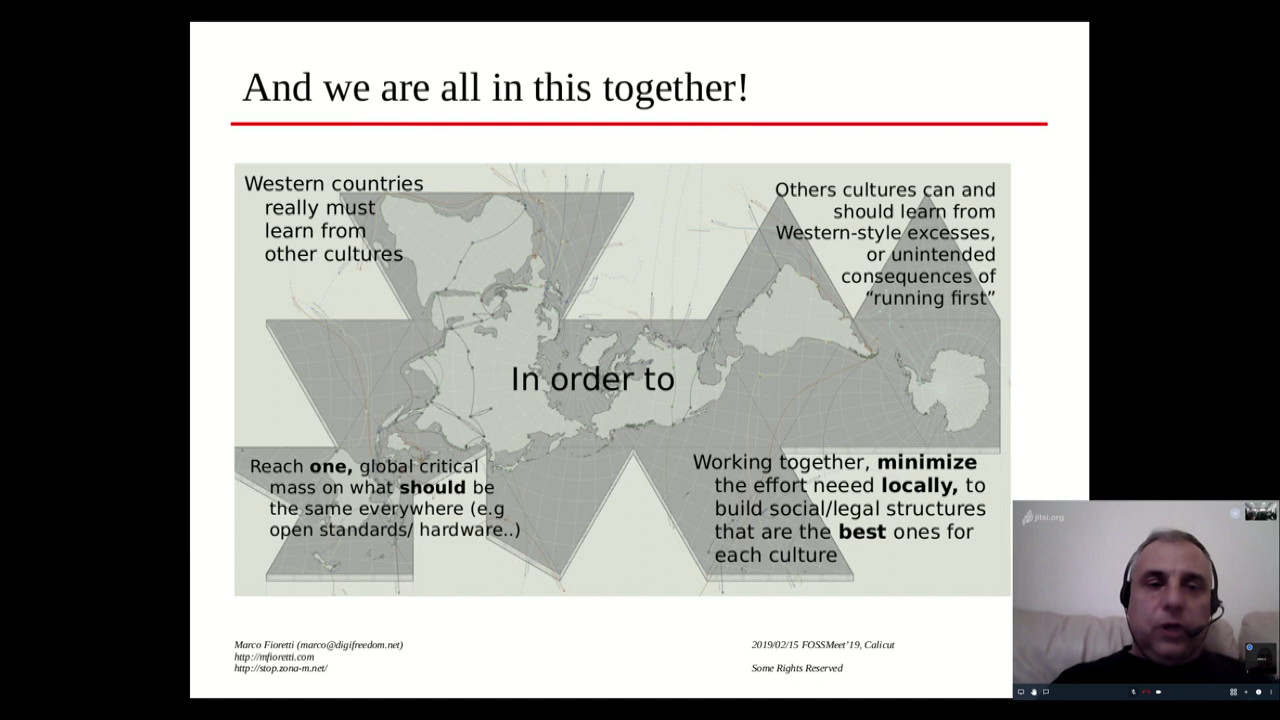 And we are all in this together!
Western countries
really must
learn from
other cultures
Others cultures can and
should learn from
Western-style excesses,
or unintended
consequences of
“running first”
In order to
Reach one, global critical
mass on what should be
the same everywhere (e.g
open standards/ hardware..)
Working together, minimize
the effort neeed locally, to
build social/legal structures
that are the best ones for
each culture
jitsi.org
Marco Fioretti (marco@digifreedom.net)
http://mfioretti.com
http://stop.zona-m.net/
2019/02/15 FOSSMeet'19, Calicut
Some Rights Reserved